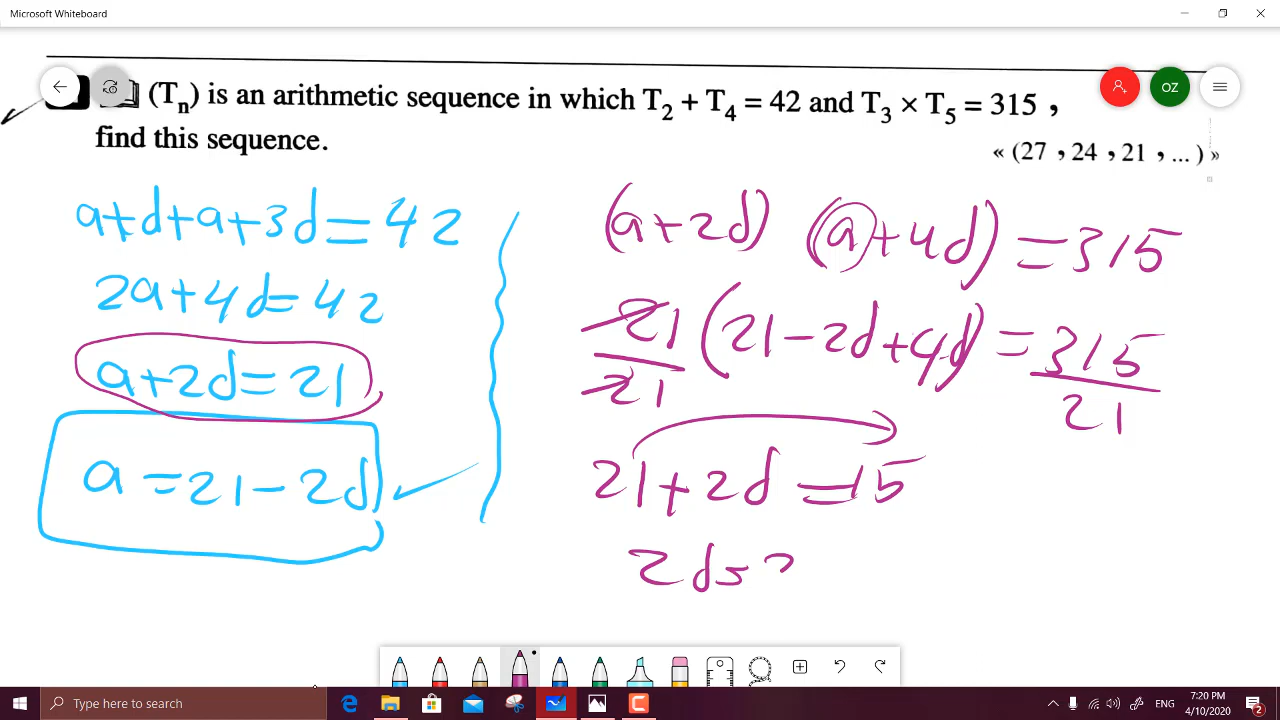 Microsoft Whiteboard
(Tn) is an arithmetic sequence in which T2 + T4 = 42 and T3 × T5 = 315 ,
find this sequence.
« (27 , 24 , 21 , ... ) »
OZ
a+d+a+3d=42
2a+4d=42
a+2d=21
a=21-2d
(a+2d) (a+4d)=315
21/21 (21-2d+4d)=315/21
21+2d=15
2d=
Type here to search
ENG
7:20 PM
4/10/2020
2